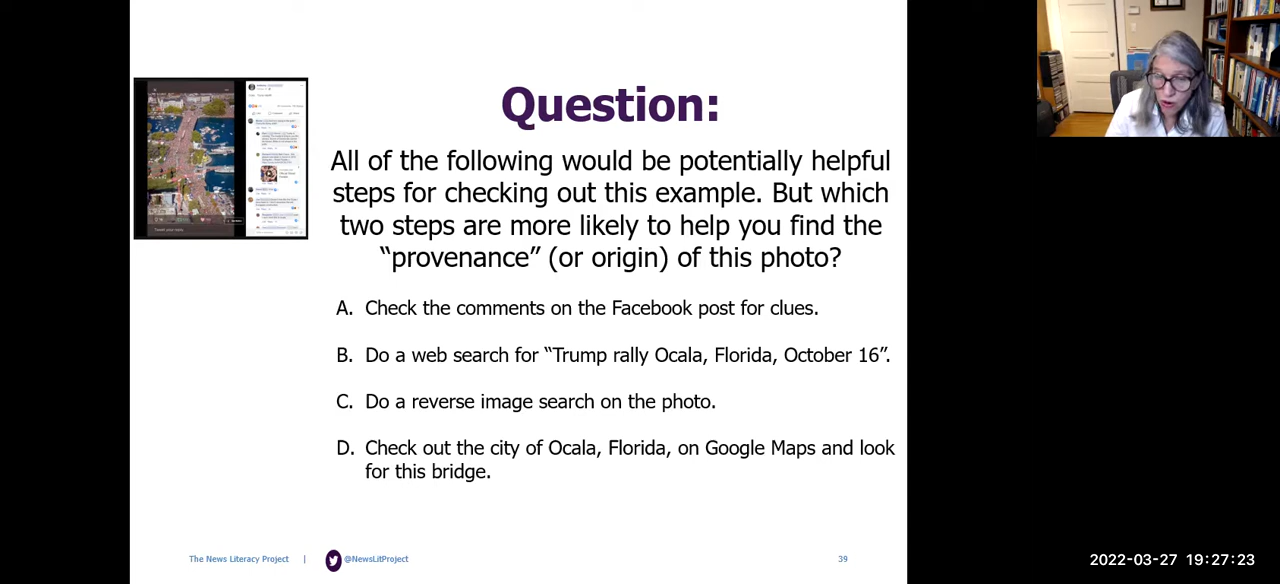 Question:
All of the following would be potentially helpful
steps for checking out this example. But which
two steps are more likely to help you find the
“provenance” (or origin) of this photo?
A. Check the comments on the Facebook post for clues.
B. Do a web search for “Trump rally Ocala, Florida, October 16”.
C. Do a reverse image search on the photo.
D. Check out the city of Ocala, Florida, on Google Maps and look
for this bridge.
The News Literacy Project | @NewsLitProject 39
2022-03-27 19:27:23